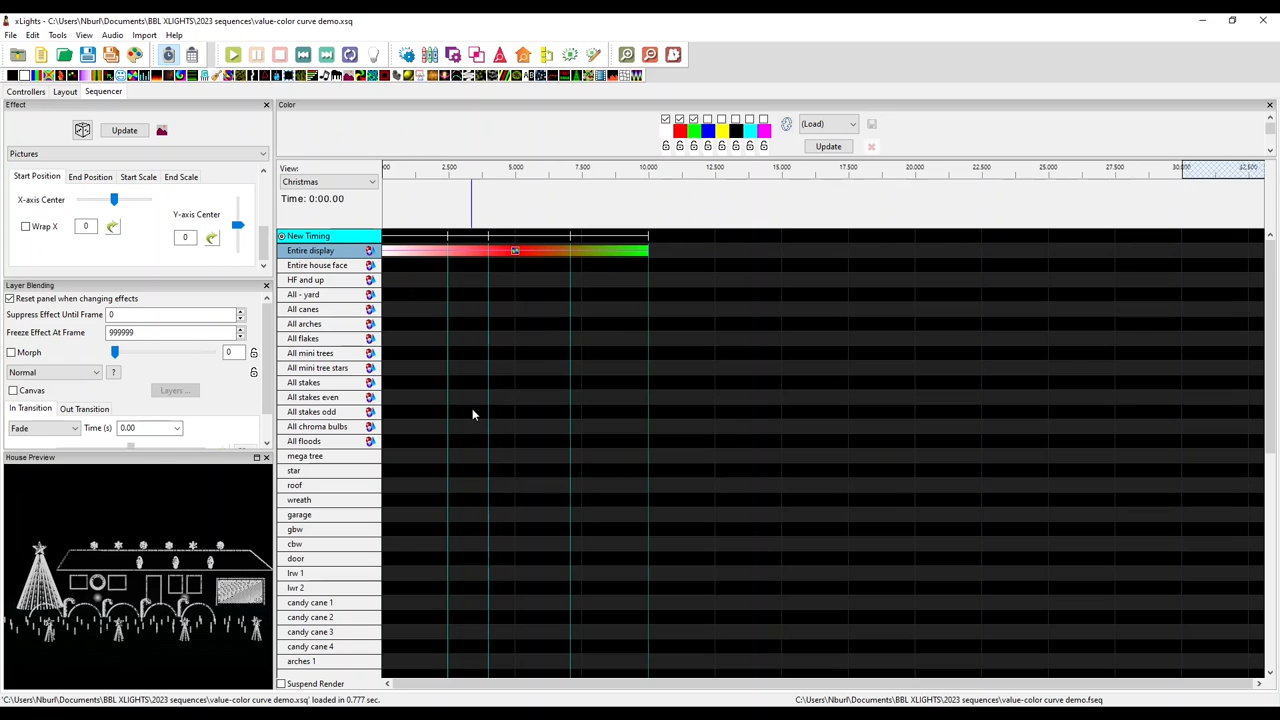 xLights - C:\Users\Nburl\Documents\BBL XLIGHTS\2023 sequences\value-color curve demo.xsq
File Edit Tools View Audio Import Help
Controllers Layout Sequencer
Effect
Update
Pictures
Start Position End Position Start Scale End Scale
X-axis Center
Y-axis Center
Wrap X 0
0
Layer Blending
Reset panel when changing effects
Suppress Effect Until Frame 0
Freeze Effect At Frame 999999
Morph 0
Normal ?
Canvas Layers ...
In Transition Out Transition
Fade Time (s) 0.00
House Preview
Color
(Load)
Update
View:
Christmas
Time: 0:00.00
2.500 5.000 7.500 10.000 12.500 15.000 17.500 20.000 22.500 25.000 27.500 30.000 32.500
New Timing
Entire display
Entire house face
HF and up
All - yard
All canes
All arches
All flakes
All mini trees
All mini tree stars
All stakes
All stakes even
All stakes odd
All chroma bulbs
All floods
mega tree
star
roof
wreath
garage
gbw
cbw
door
lrw 1
lwr 2
candy cane 1
candy cane 2
candy cane 3
candy cane 4
arches 1
Suspend Render
'C:\Users\Nburl\Documents\BBL XLIGHTS\2023 sequences\value-color curve demo.xsq' loaded in 0.777 sec.
C:\Users\Nburl\Documents\BBL XLIGHTS\2023 sequences\value-color curve demo.fseq